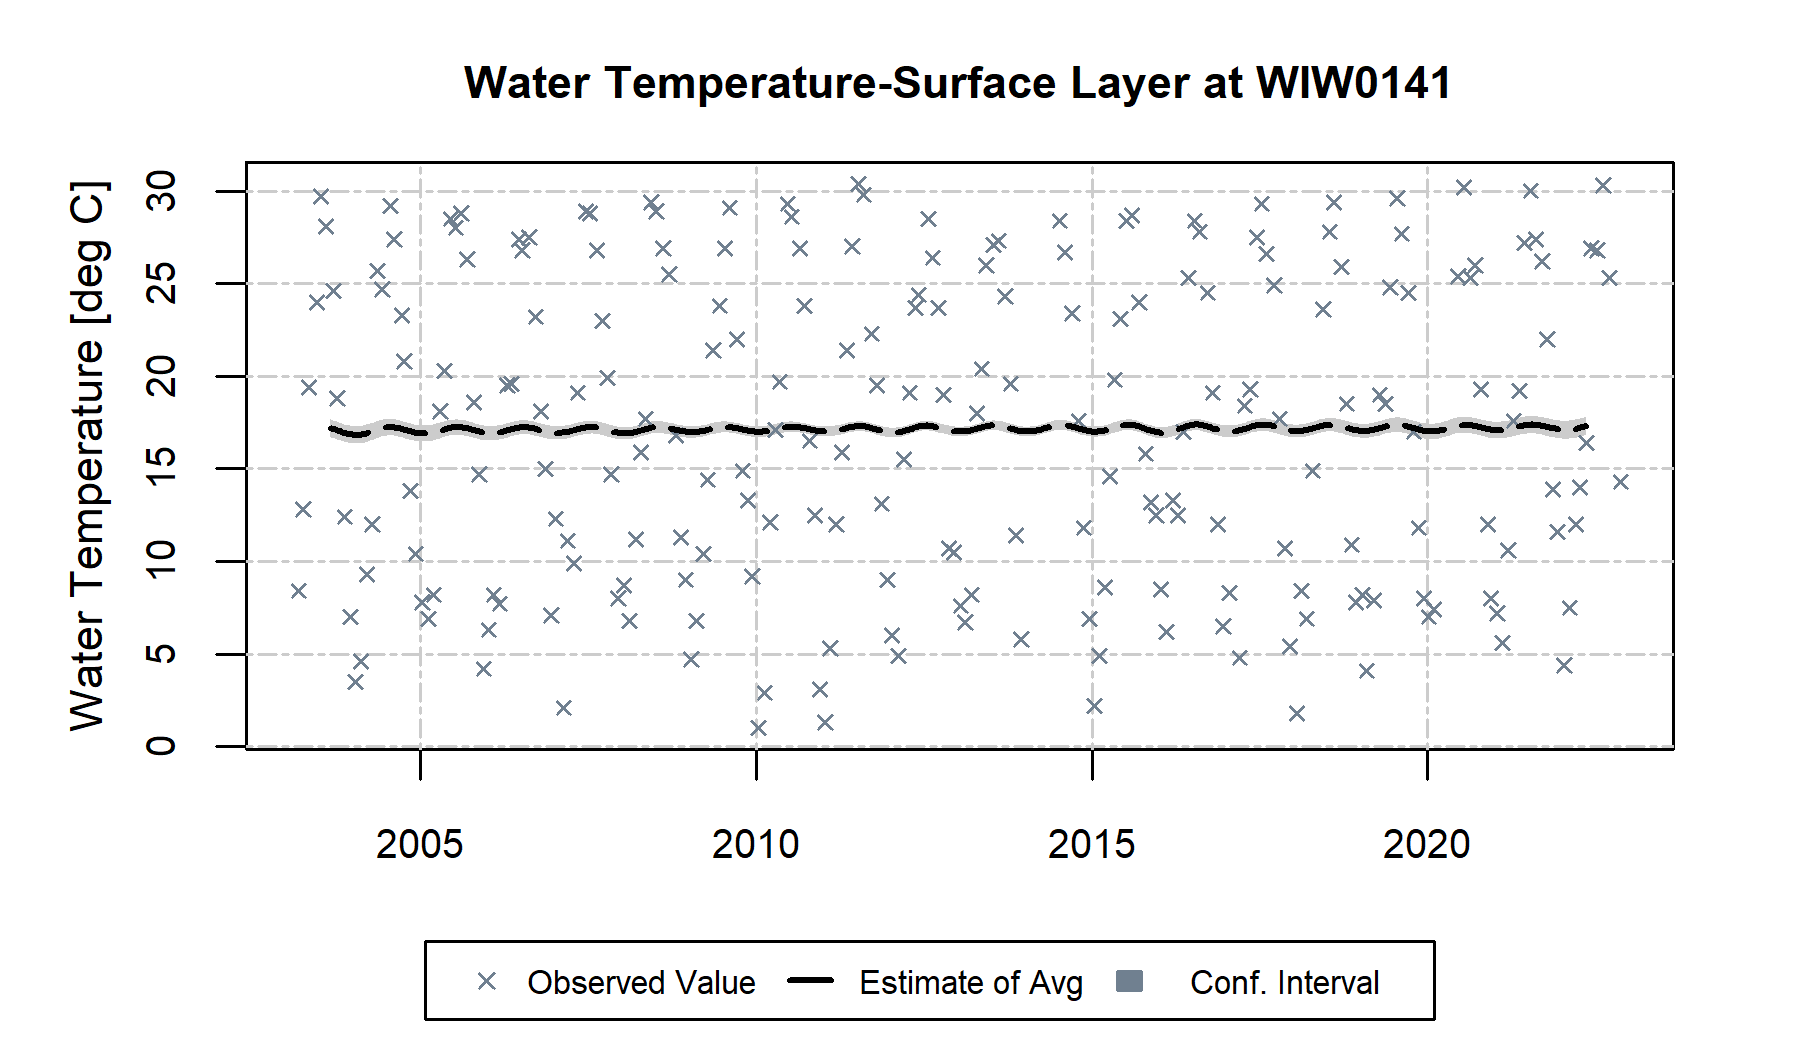 Water Temperature-Surface Layer at WIW0141
Water Temperature [deg C]
30
25
20
15
10
5
0
2005 2010 2015 2020
Observed Value Estimate of Avg Conf. Interval